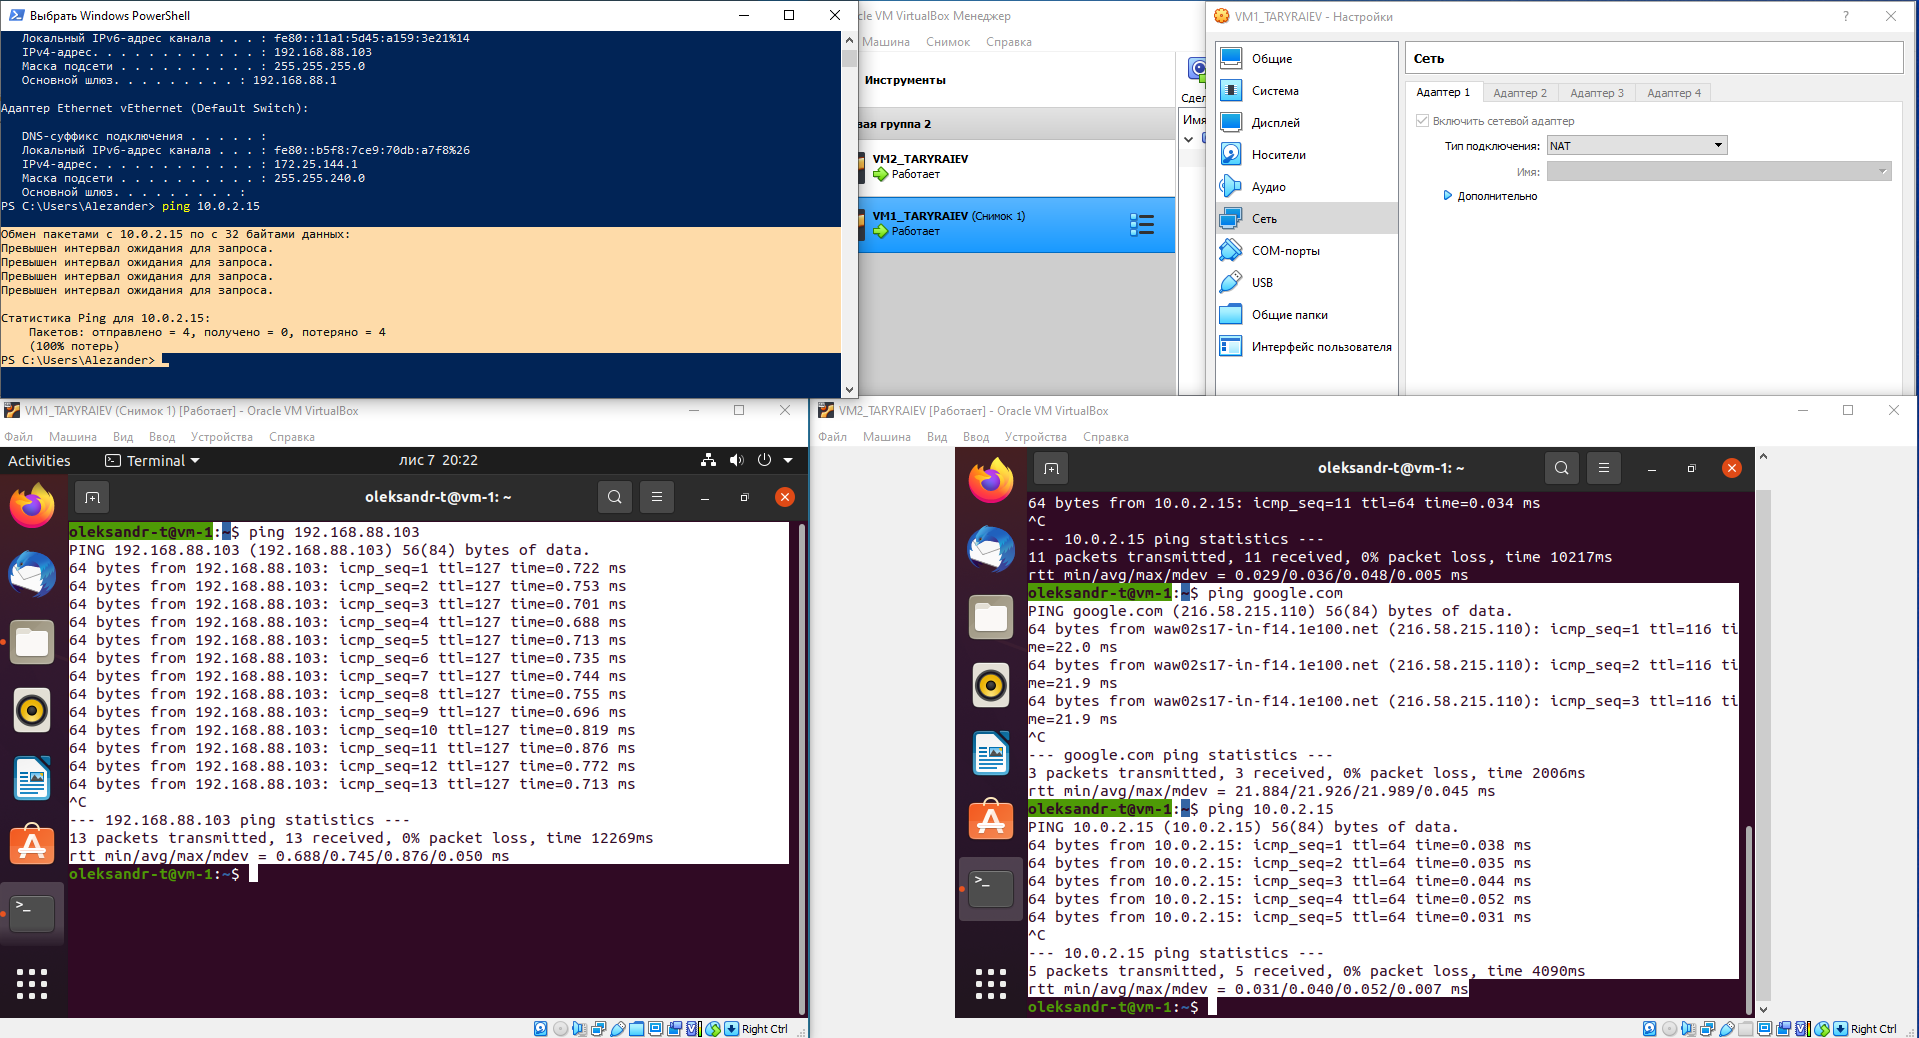 Выбрать Windows PowerShell
Локальный IPv6-адрес канала . . . : fe80::11a1:5d45:a159:3e21%14
IPv4-адрес. . . . . . . . . . . . : 192.168.88.103
Маска подсети . . . . . . . . . . : 255.255.255.0
Основной шлюз. . . . . . . . . : 192.168.88.1
Адаптер Ethernet vEthernet (Default Switch):
DNS-суффикс подключения . . . . . :
Локальный IPv6-адрес канала . . . : fe80::b5f8:7ce9:70db:a7f8%26
IPv4-адрес. . . . . . . . . . . . : 172.25.144.1
Маска подсети . . . . . . . . . . : 255.255.240.0
Основной шлюз. . . . . . . . . :
PS C:\Users\Alezander> ping 10.0.2.15
Обмен пакетами с 10.0.2.15 по с 32 байтами данных:
Превышен интервал ожидания для запроса.
Превышен интервал ожидания для запроса.
Превышен интервал ожидания для запроса.
Превышен интервал ожидания для запроса.
Статистика Ping для 10.0.2.15:
Пакетов: отправлено = 4, получено = 0, потеряно = 4
(100% потерь)
PS C:\Users\Alezander>
cle VM VirtualBox Менеджер
Машина Снимок Справка
Инструменты
вая группа 2
VM2_TARYRAIEV
Работает
VM1_TARYRAIEV (Снимок 1)
Работает
Сдел
Имя
VM1_TARYRAIEV - Настройки
Общие
Система
Дисплей
Носители
Аудио
Сеть
COM-порты
USB
Общие папки
Интерфейс пользователя
Сеть
Адаптер 1 Адаптер 2 Адаптер 3 Адаптер 4
Включить сетевой адаптер
Тип подключения: NAT
Имя:
Дополнительно
VM1_TARYRAIEV (Снимок 1) [Работает] - Oracle VM VirtualBox
Файл Машина Вид Ввод Устройства Справка
Activities Terminal лис 7 20:22
oleksandr-t@vm-1: ~
oleksandr-t@vm-1:~$ ping 192.168.88.103
PING 192.168.88.103 (192.168.88.103) 56(84) bytes of data.
64 bytes from 192.168.88.103: icmp_seq=1 ttl=127 time=0.722 ms
64 bytes from 192.168.88.103: icmp_seq=2 ttl=127 time=0.753 ms
64 bytes from 192.168.88.103: icmp_seq=3 ttl=127 time=0.701 ms
64 bytes from 192.168.88.103: icmp_seq=4 ttl=127 time=0.688 ms
64 bytes from 192.168.88.103: icmp_seq=5 ttl=127 time=0.713 ms
64 bytes from 192.168.88.103: icmp_seq=6 ttl=127 time=0.735 ms
64 bytes from 192.168.88.103: icmp_seq=7 ttl=127 time=0.744 ms
64 bytes from 192.168.88.103: icmp_seq=8 ttl=127 time=0.755 ms
64 bytes from 192.168.88.103: icmp_seq=9 ttl=127 time=0.696 ms
64 bytes from 192.168.88.103: icmp_seq=10 ttl=127 time=0.819 ms
64 bytes from 192.168.88.103: icmp_seq=11 ttl=127 time=0.876 ms
64 bytes from 192.168.88.103: icmp_seq=12 ttl=127 time=0.772 ms
64 bytes from 192.168.88.103: icmp_seq=13 ttl=127 time=0.713 ms
^C
--- 192.168.88.103 ping statistics ---
13 packets transmitted, 13 received, 0% packet loss, time 12269ms
rtt min/avg/max/mdev = 0.688/0.745/0.876/0.050 ms
oleksandr-t@vm-1:~$
Right Ctrl
VM2_TARYRAIEV [Работает] - Oracle VM VirtualBox
Файл Машина Вид Ввод Устройства Справка
oleksandr-t@vm-1: ~
64 bytes from 10.0.2.15: icmp_seq=11 ttl=64 time=0.034 ms
^C
--- 10.0.2.15 ping statistics ---
11 packets transmitted, 11 received, 0% packet loss, time 10217ms
rtt min/avg/max/mdev = 0.029/0.036/0.048/0.005 ms
oleksandr-t@vm-1:~$ ping google.com
PING google.com (216.58.215.110) 56(84) bytes of data.
64 bytes from waw02s17-in-f14.1e100.net (216.58.215.110): icmp_seq=1 ttl=116 ti
me=22.0 ms
64 bytes from waw02s17-in-f14.1e100.net (216.58.215.110): icmp_seq=2 ttl=116 ti
me=21.9 ms
64 bytes from waw02s17-in-f14.1e100.net (216.58.215.110): icmp_seq=3 ttl=116 ti
me=21.9 ms
^C
--- google.com ping statistics ---
3 packets transmitted, 3 received, 0% packet loss, time 2006ms
rtt min/avg/max/mdev = 21.884/21.926/21.989/0.045 ms
oleksandr-t@vm-1:~$ ping 10.0.2.15
PING 10.0.2.15 (10.0.2.15) 56(84) bytes of data.
64 bytes from 10.0.2.15: icmp_seq=1 ttl=64 time=0.038 ms
64 bytes from 10.0.2.15: icmp_seq=2 ttl=64 time=0.035 ms
64 bytes from 10.0.2.15: icmp_seq=3 ttl=64 time=0.044 ms
64 bytes from 10.0.2.15: icmp_seq=4 ttl=64 time=0.052 ms
64 bytes from 10.0.2.15: icmp_seq=5 ttl=64 time=0.031 ms
^C
--- 10.0.2.15 ping statistics ---
5 packets transmitted, 5 received, 0% packet loss, time 4090ms
rtt min/avg/max/mdev = 0.031/0.040/0.052/0.007 ms
oleksandr-t@vm-1:~$
Right Ctrl